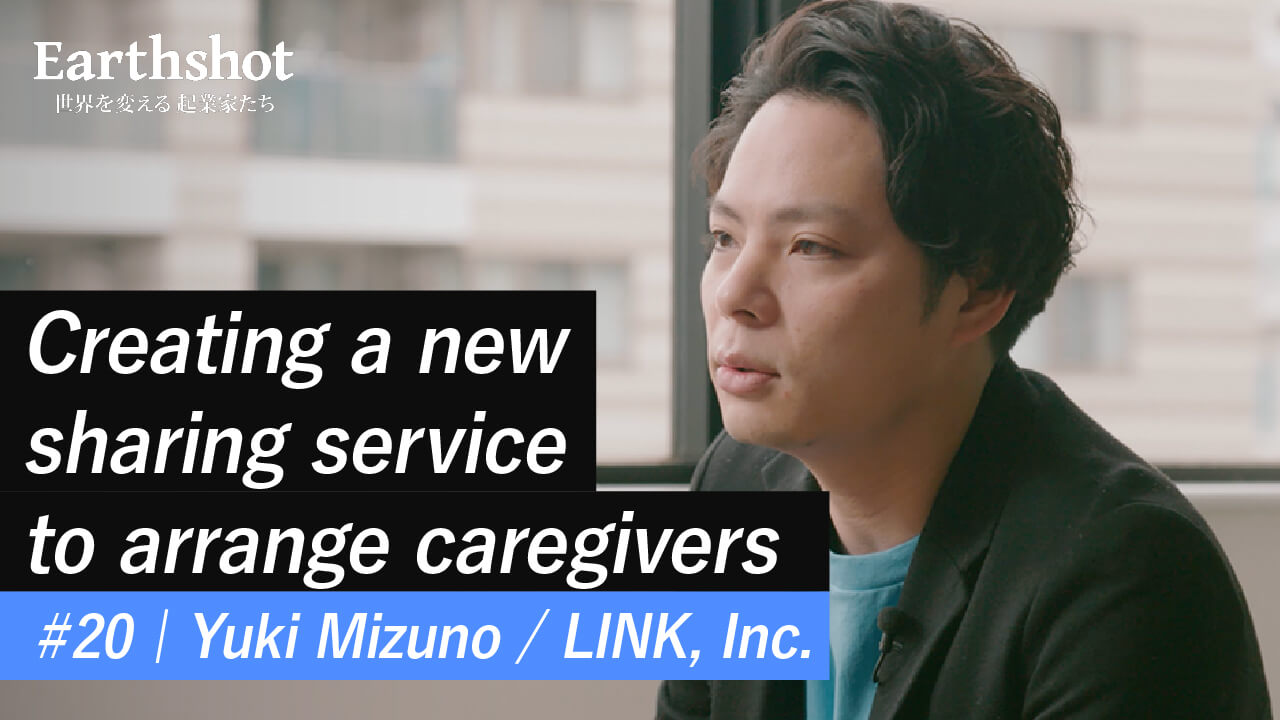 Earthshot
世界を変える 起業家たち
Creating a new
sharing service
to arrange caregivers
#20 | Yuki Mizuno / LINK, Inc.